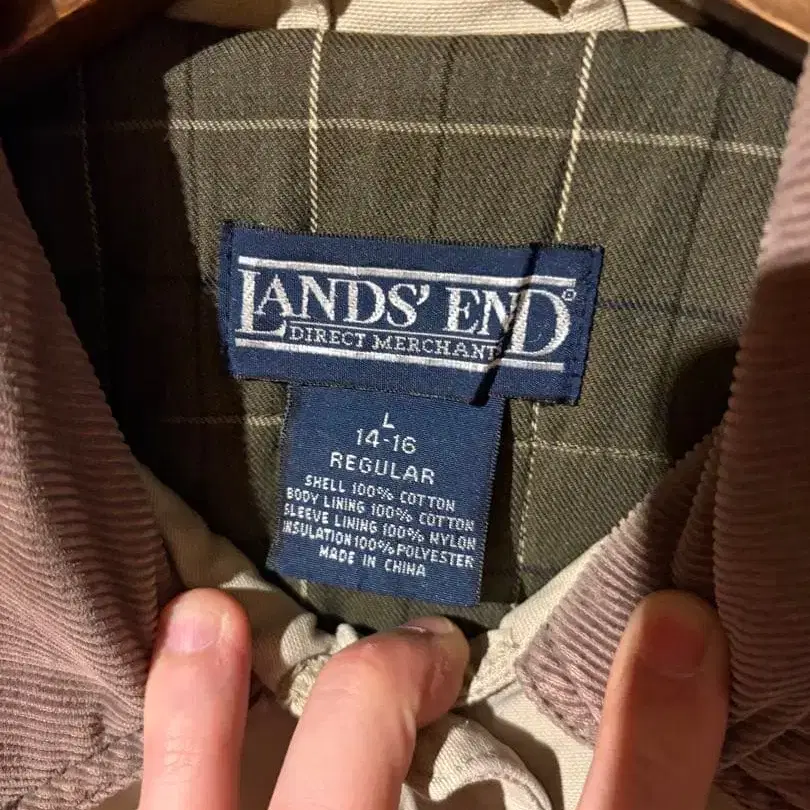 LANDS' END®
DIRECT MERCHANTS
L
14-16
REGULAR
SHELL 100% COTTON
BODY LINING 100% COTTON
SLEEVE LINING 100% NYLON
INSULATION 100% POLYESTER
MADE IN CHINA